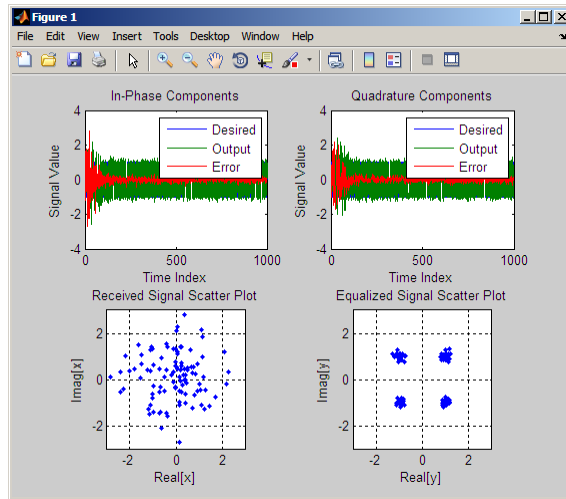 Figure 1
File Edit View Insert Tools Desktop Window Help
In-Phase Components
Signal Value
4
2
0
-2
-4
0
500
1000
Time Index
Desired
Output
Error
Quadrature Components
Signal Value
4
2
0
-2
-4
0
500
1000
Time Index
Desired
Output
Error
Received Signal Scatter Plot
Imag[x]
2
0
-2
-2
0
2
Real[x]
Equalized Signal Scatter Plot
Imag[y]
2
0
-2
-2
0
2
Real[y]